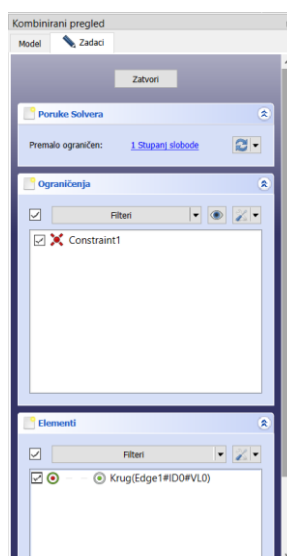 Kombinirani pregled
Model Zadaci
Zatvori
Poruke Solvera
Premalo ograničen: 1 Stupanj slobode
Ograničenja
Filteri
Constraint1
Elementi
Filteri
Krug(Edge1#ID0#VL0)